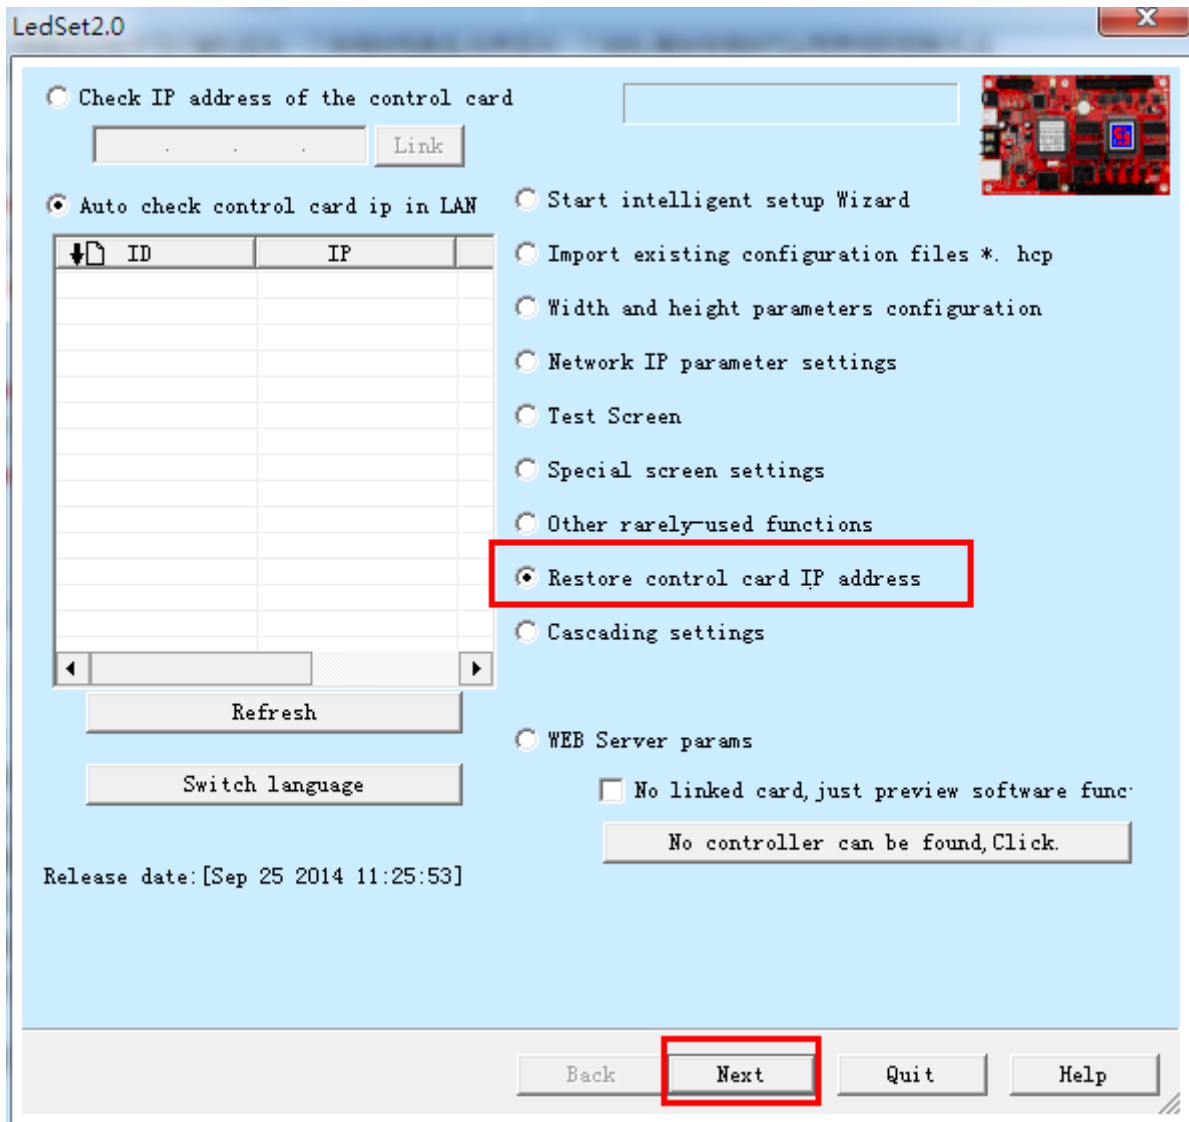 LedSet2.0
Check IP address of the control card
. . .
Link
Auto check control card ip in LAN
ID IP
Refresh
Switch language
Release date:[Sep 25 2014 11:25:53]
Start intelligent setup Wizard
Import existing configuration files *. hcp
Width and height parameters configuration
Network IP parameter settings
Test Screen
Special screen settings
Other rarely-used functions
Restore control card IP address
Cascading settings
WEB Server params
No linked card,just preview software func
No controller can be found,Click.
Back Next Quit Help